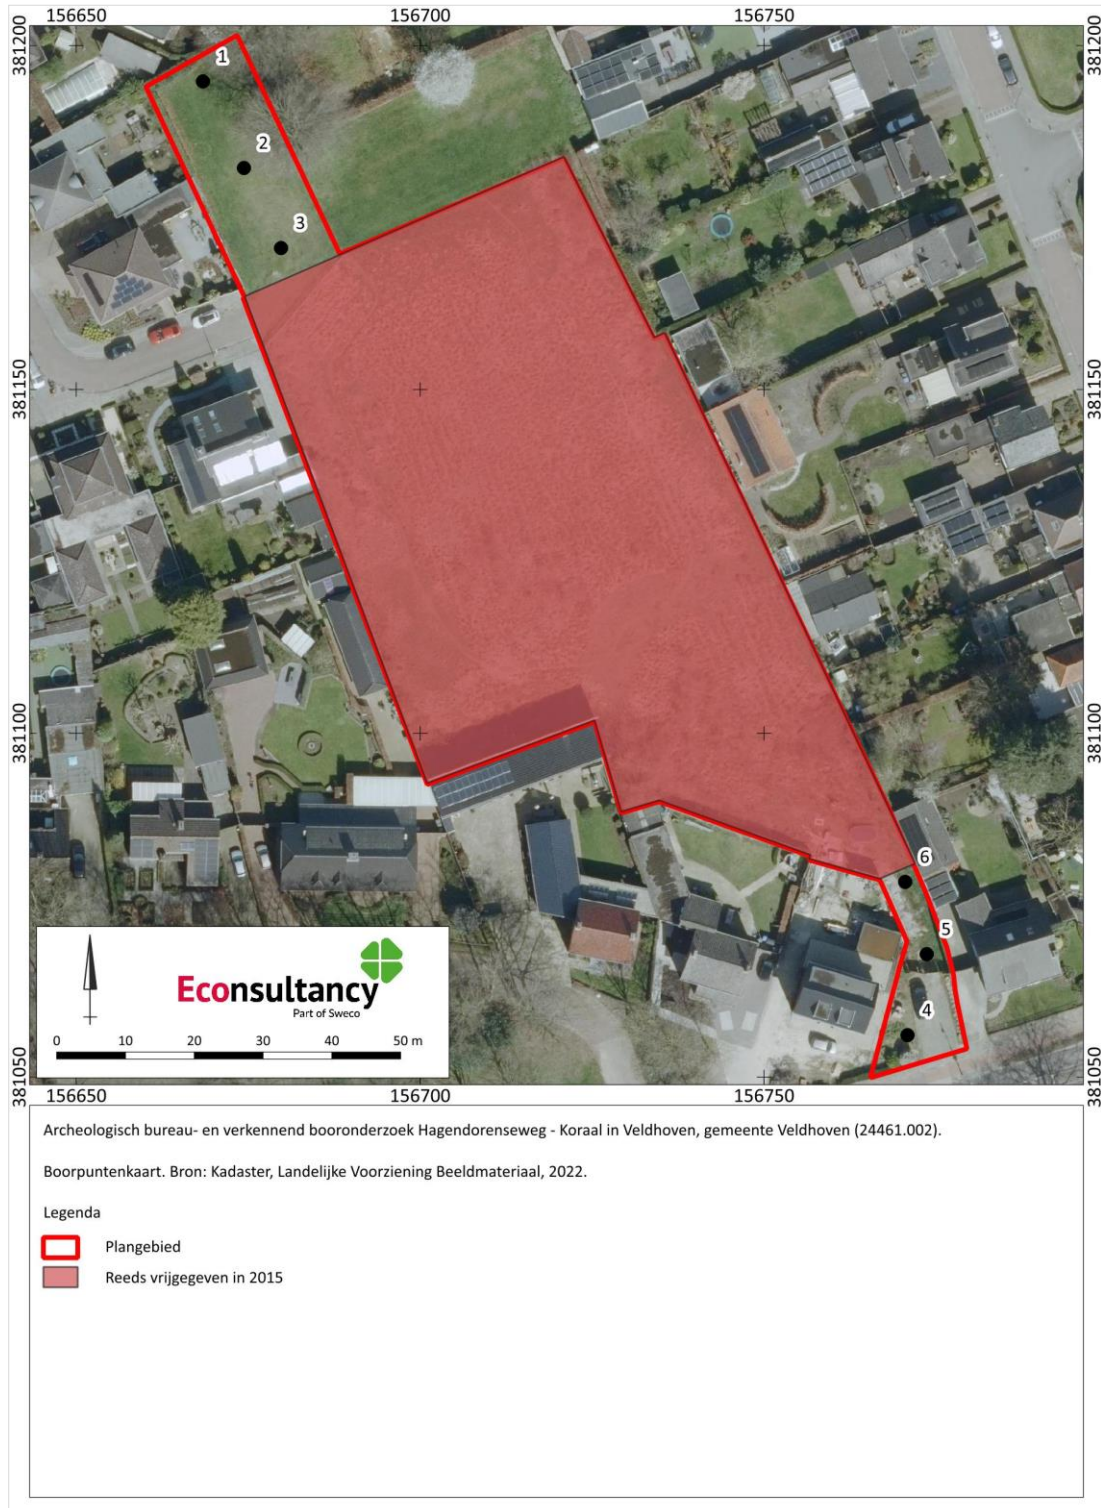 156650 156700 156750
381200 381200
1
2
3
381150 381150
381100 381100
6
5
4
Econsultancy
Part of Sweco
0 10 20 30 40 50 m
381050 381050
156650 156700 156750
Archeologisch bureau- en verkennend booronderzoek Hagendorenseweg - Koraal in Veldhoven, gemeente Veldhoven (24461.002).
Boorpuntenkaart. Bron: Kadaster, Landelijke Voorziening Beeldmateriaal, 2022.
Legenda
Plangebied
Reeds vrijgegeven in 2015